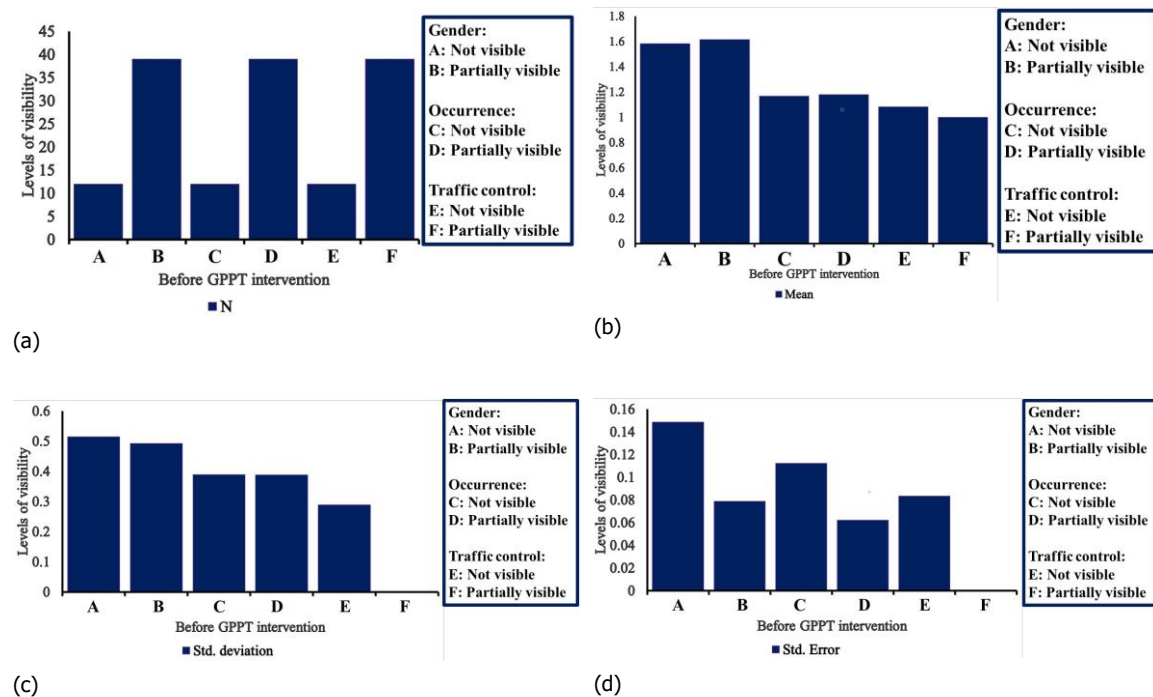 45
40
35
30
25
20
15
10
5
0
Levels of visibility
A B C D E F
Before GPPT intervention
N
Gender:
A: Not visible
B: Partially visible
Occurrence:
C: Not visible
D: Partially visible
Traffic control:
E: Not visible
F: Partially visible
(a)
1.8
1.6
1.4
1.2
1
0.8
0.6
0.4
0.2
0
Levels of visibility
A B C D E F
Before GPPT intervention
Mean
Gender:
A: Not visible
B: Partially visible
Occurrence:
C: Not visible
D: Partially visible
Traffic control:
E: Not visible
F: Partially visible
(b)
0.6
0.5
0.4
0.3
0.2
0.1
0
Levels of visibility
A B C D E F
Before GPPT intervention
Std. deviation
Gender:
A: Not visible
B: Partially visible
Occurrence:
C: Not visible
D: Partially visible
Traffic control:
E: Not visible
F: Partially visible
(c)
0.16
0.14
0.12
0.1
0.08
0.06
0.04
0.02
0
Levels of visibility
A B C D E F
Before GPPT intervention
Std. Error
Gender:
A: Not visible
B: Partially visible
Occurrence:
C: Not visible
D: Partially visible
Traffic control:
E: Not visible
F: Partially visible
(d)